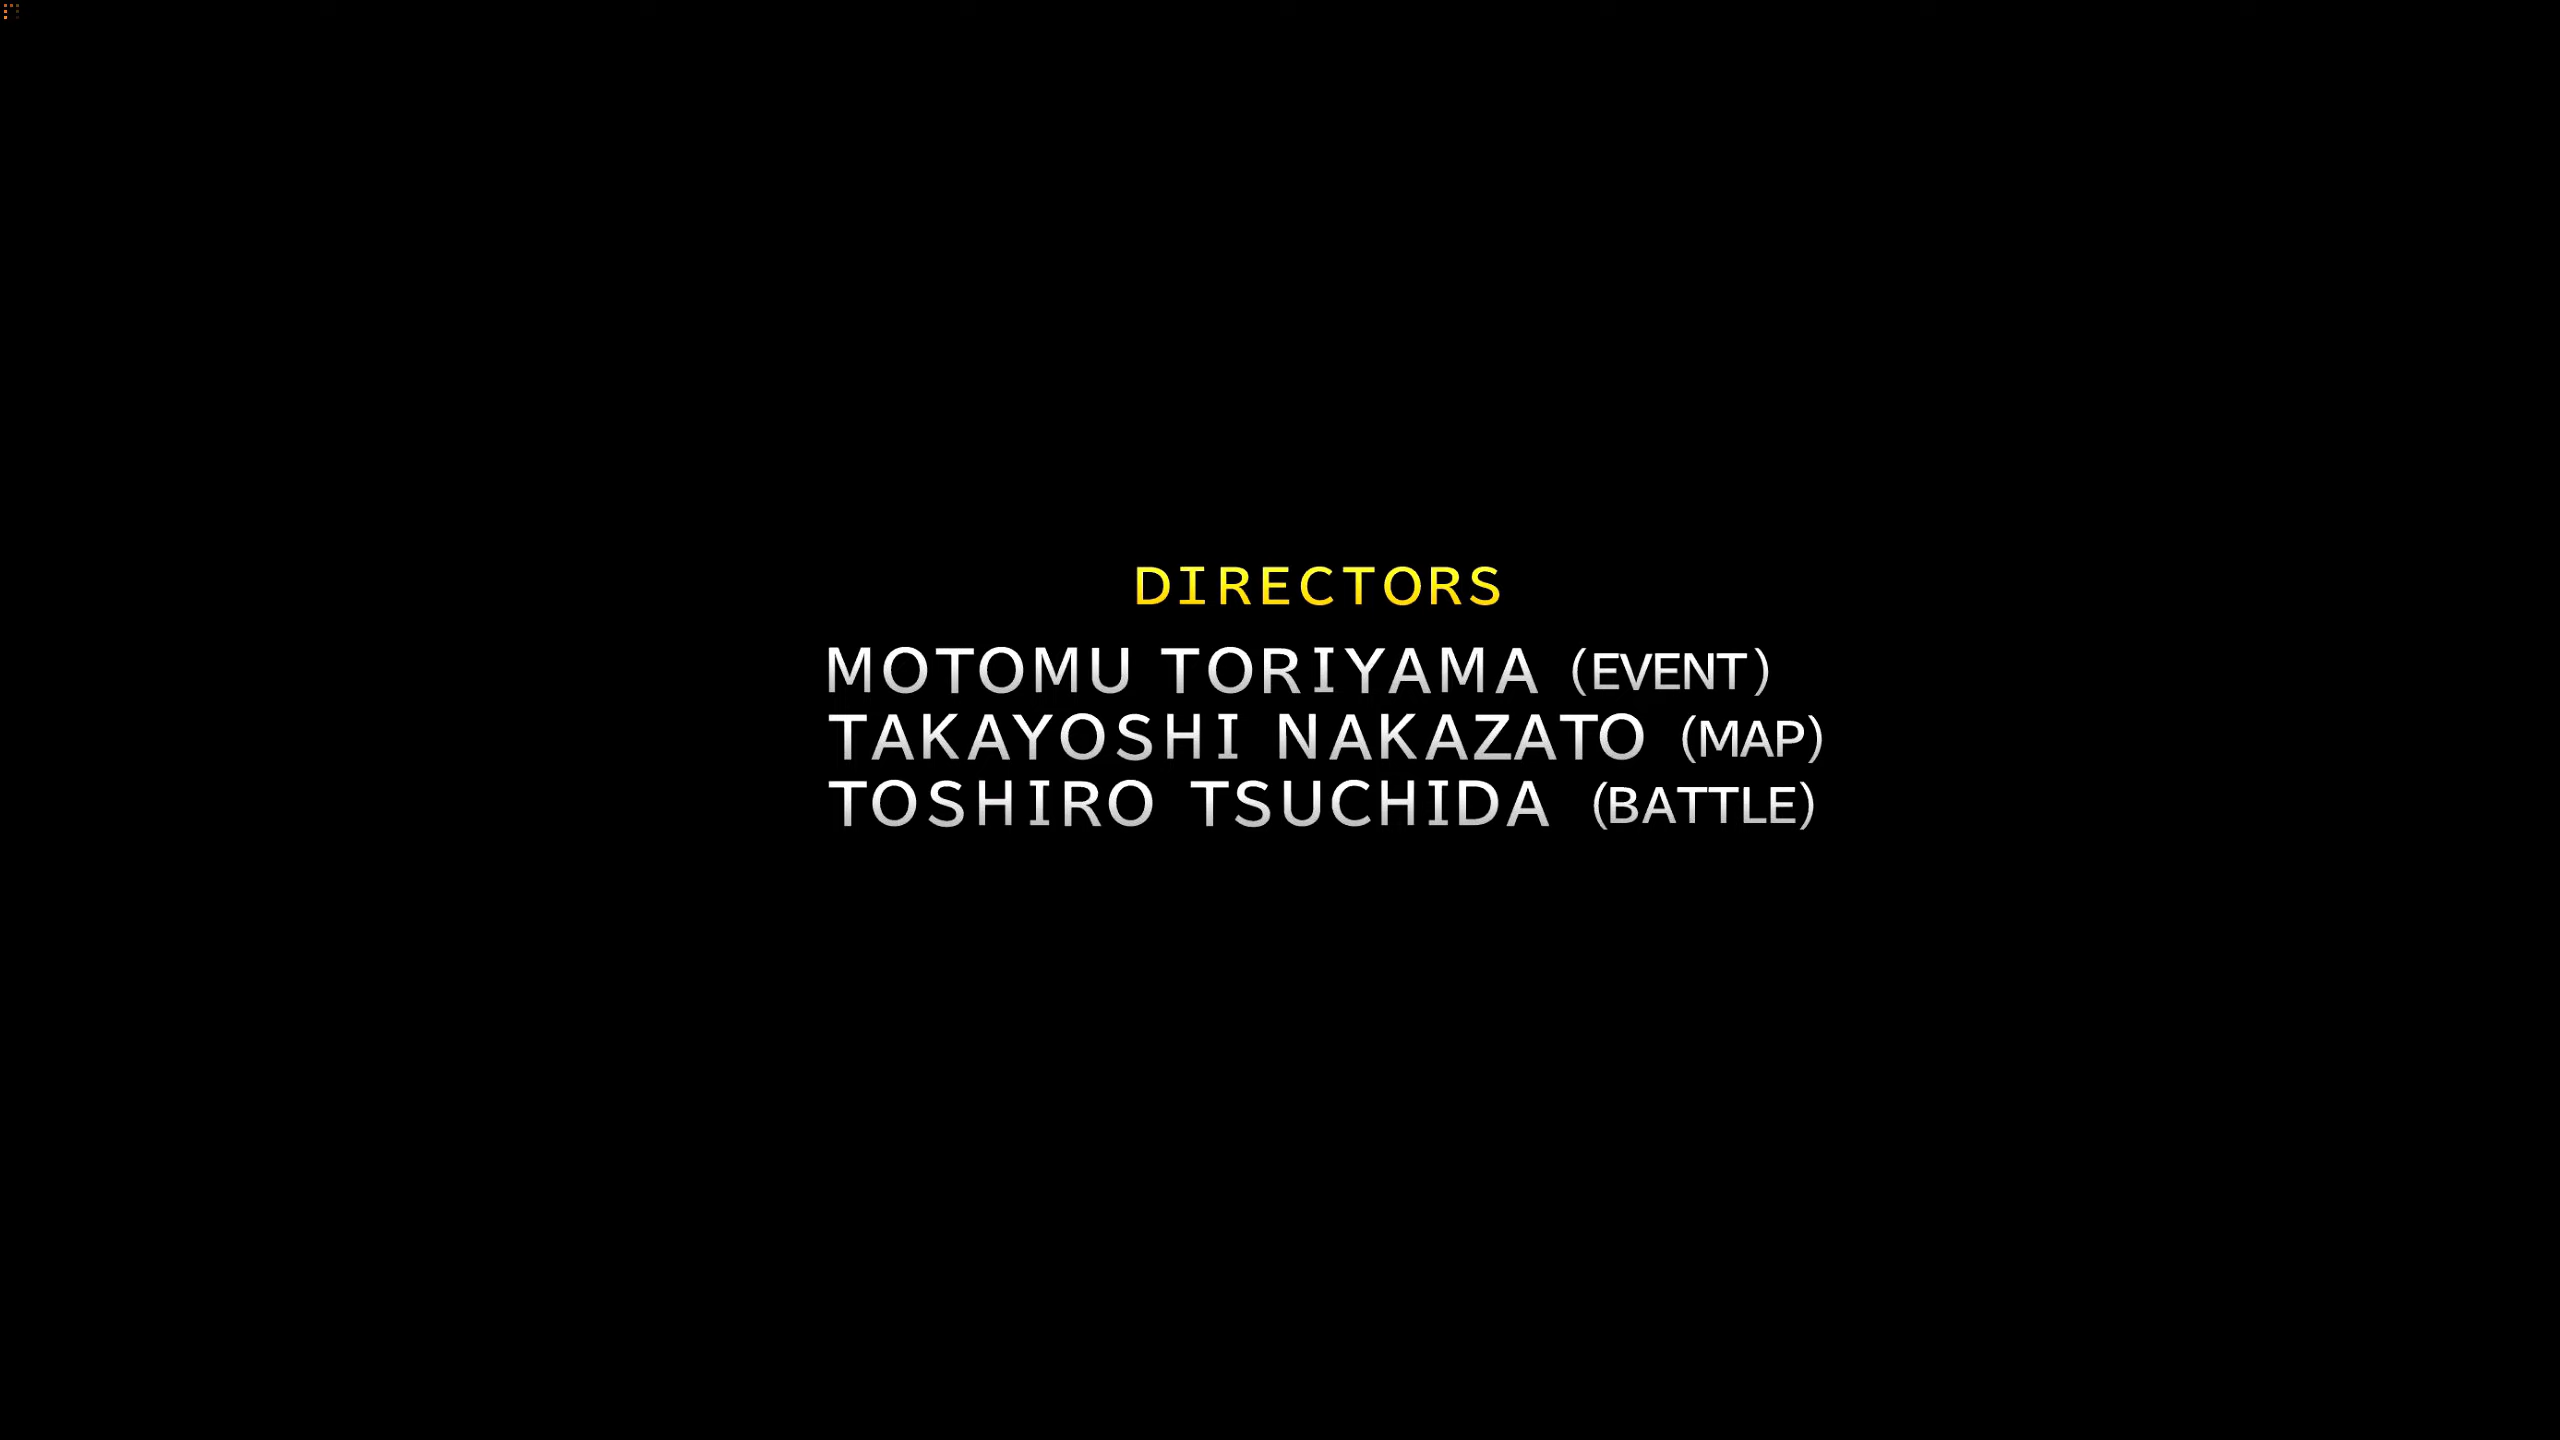 DIRECTORS
MOTOMU TORIYAMA (EVENT)
TAKAYOSHI NAKAZATO (MAP)
TOSHIRO TSUCHIDA (BATTLE)